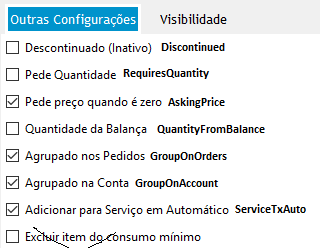 Outras Configurações Visibilidade
Descontinuado (Inativo) Discontinued
Pede Quantidade RequiresQuantity
Pede preço quando é zero AskingPrice
Quantidade da Balança QuantityFromBalance
Agrupado nos Pedidos GroupOnOrders
Agrupado na Conta GroupOnAccount
Adicionar para Serviço em Automático ServiceTxAuto
Excluir item do consumo mínimo